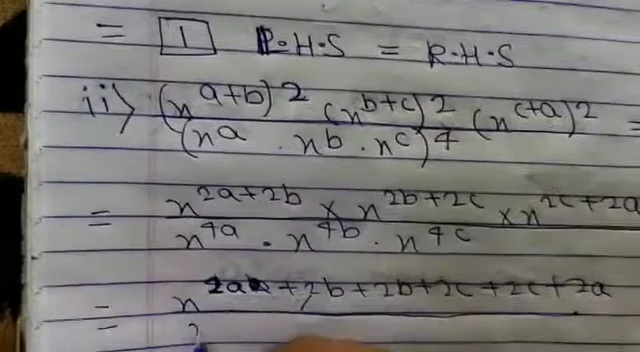 = 1 L.H.S = R.H.S
ii) (x^{a+b})^2 (x^{b+c})^2 (x^{c+a})^2 / (x^a . x^b . x^c)^4 =
= x^{2a+2b} × x^{2b+2c} × x^{2c+2a} / x^{4a} . x^{4b} . x^{4c}
= x^{2a+2b+2b+2c+2c+2a}